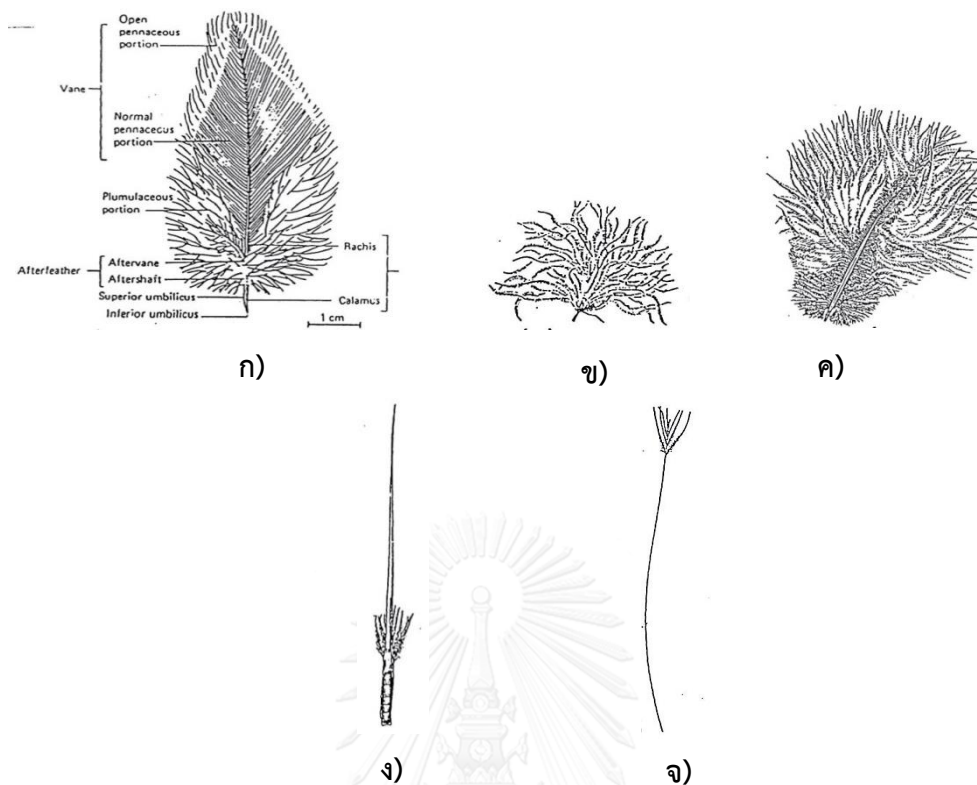 Open
pennaceous
portion
Vane
Normal
pennacecus
portion
Plumulaceous
portion
Rachis
Aftervane
Afterfeather
Aftershaft
Superior umbilicus
Calamus
Inferior umbilicus
1 cm
ก)
ข)
ค)
ง)
จ)